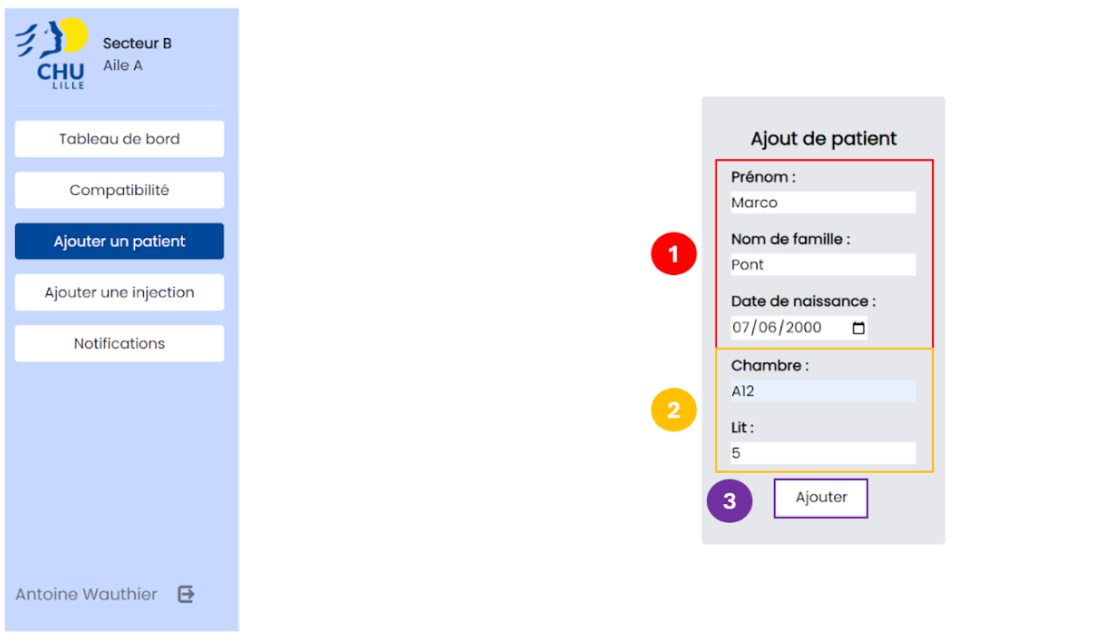 CHU
LILLE
Secteur B
Aile A
Tableau de bord
Compatibilité
Ajouter un patient
Ajouter une injection
Notifications
Antoine Wauthier
Ajout de patient
1
Prénom :
Marco
Nom de famille :
Pont
Date de naissance :
07/06/2000
2
Chambre :
A12
Lit :
5
3
Ajouter